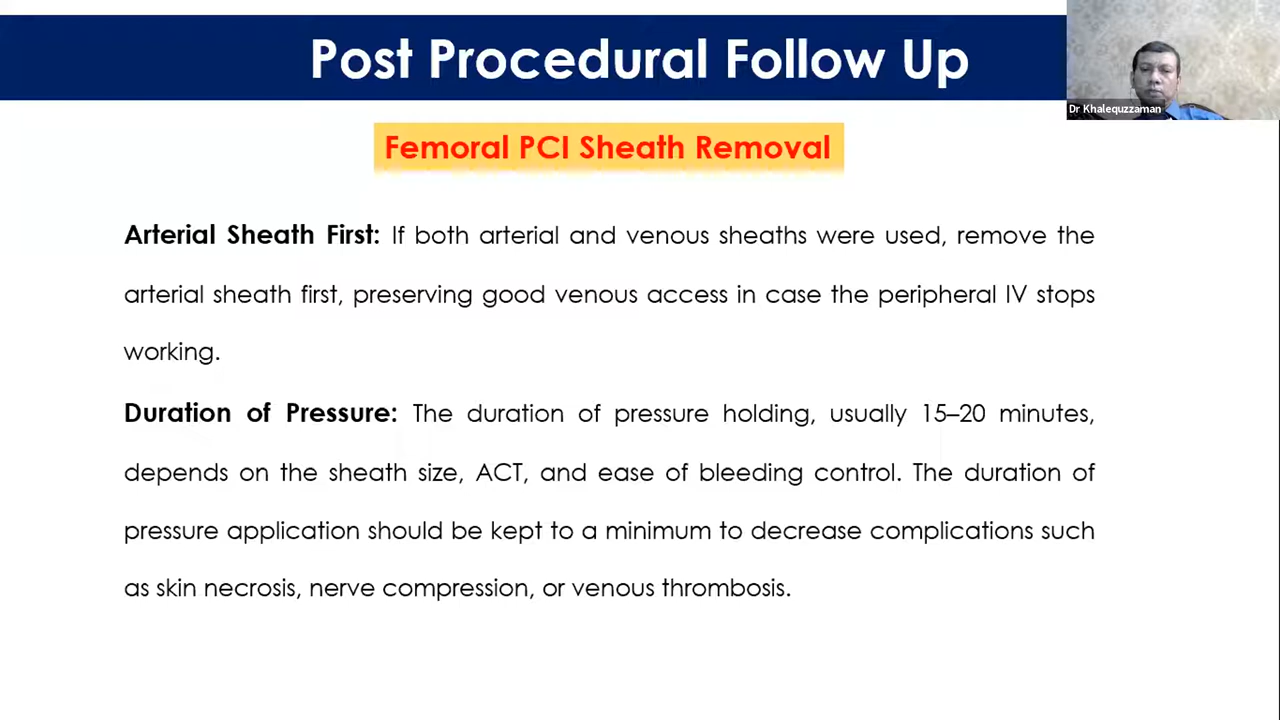 Post Procedural Follow Up
Dr Khalequzzaman
Femoral PCI Sheath Removal
Arterial Sheath First: If both arterial and venous sheaths were used, remove the
arterial sheath first, preserving good venous access in case the peripheral IV stops
working.
Duration of Pressure: The duration of pressure holding, usually 15–20 minutes,
depends on the sheath size, ACT, and ease of bleeding control. The duration of
pressure application should be kept to a minimum to decrease complications such
as skin necrosis, nerve compression, or venous thrombosis.